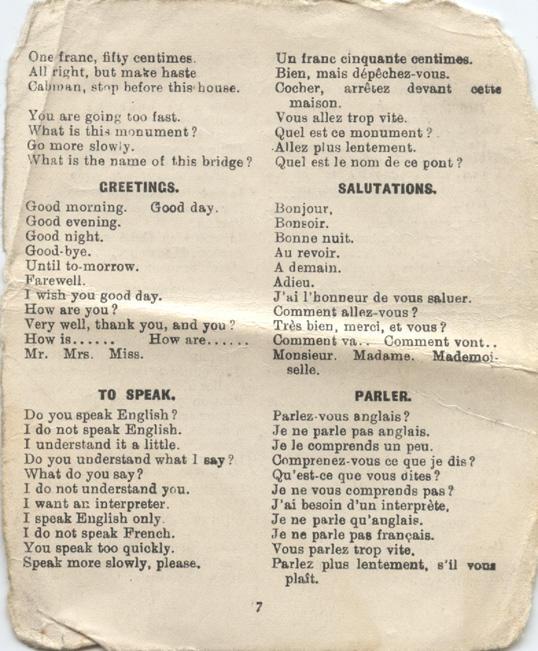 One franc, fifty centimes.
All right, but make haste
Cabman, stop before this house.
You are going too fast.
What is this monument?
Go more slowly.
What is the name of this bridge?
GREETINGS.
Good morning. Good day.
Good evening.
Good night.
Good-bye.
Until to-morrow.
Farewell.
I wish you good day.
How are you?
Very well, thank you, and you?
How is...... How are......
Mr. Mrs. Miss.
TO SPEAK.
Do you speak English?
I do not speak English.
I understand it a little.
Do you understand what I say?
What do you say?
I do not understand you.
I want an interpreter.
I speak English only.
I do not speak French.
You speak too quickly.
Speak more slowly, please.
Un franc cinquante centimes.
Bien, mais dépêchez-vous.
Cocher, arrêtez devant cette
maison.
Vous allez trop vite.
Quel est ce monument?
Allez plus lentement.
Quel est le nom de ce pont?
SALUTATIONS.
Bonjour,
Bonsoir.
Bonne nuit.
Au revoir.
A demain.
Adieu.
J'ai l'honneur de vous saluer.
Comment allez-vous?
Très bien, merci, et vous?
Comment va.. Comment vont..
Monsieur. Madame. Mademoi-
selle.
PARLER.
Parlez-vous anglais?
Je ne parle pas anglais.
Je le comprends un peu.
Comprenez-vous ce que je dis?
Qu'est-ce que vous dites?
Je ne vous comprends pas?
J'ai besoin d'un interprète,
Je ne parle qu'anglais.
Je ne parle pas français.
Vous parlez trop vite.
Parlez plus lentement, s'il vous
plaît.
7